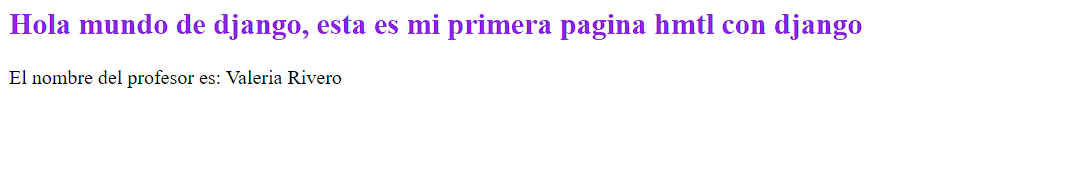 Hola mundo de django, esta es mi primera pagina hmtl con django
El nombre del profesor es: Valeria Rivero